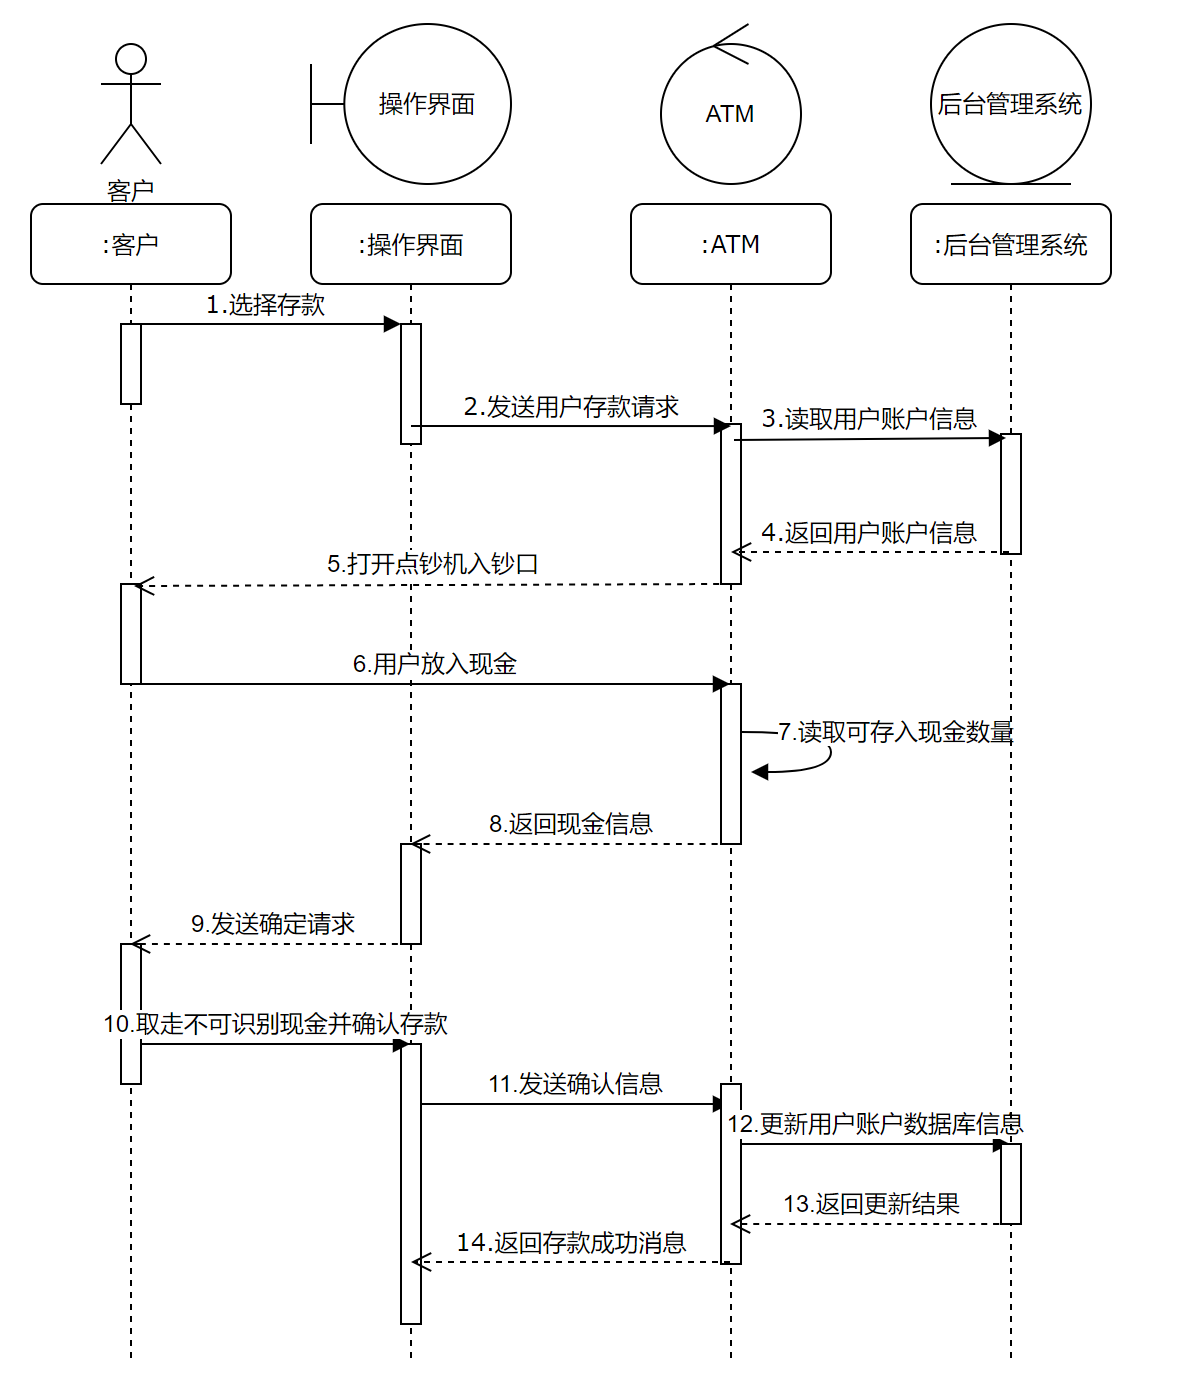 操作界面
ATM
后台管理系统
客户
:客户
:操作界面
:ATM
:后台管理系统
1.选择存款
2.发送用户存款请求
3.读取用户账户信息
4.返回用户账户信息
5.打开点钞机入钞口
6.用户放入现金
7.读取可存入现金数量
8.返回现金信息
9.发送确定请求
10.取走不可识别现金并确认存款
11.发送确认信息
12.更新用户账户数据库信息
13.返回更新结果
14.返回存款成功消息